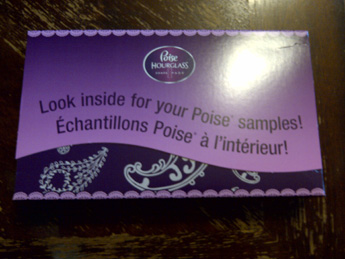 Poise
HOURGLASS
Look inside for your Poise* samples!
Échantillons Poise* à l'intérieur!